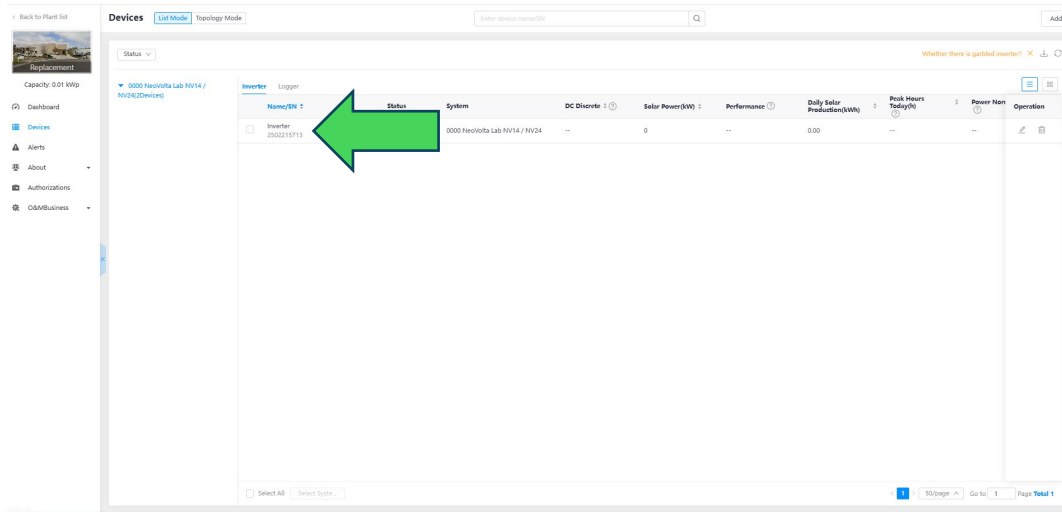 Back to Plant list
Replacement
Capacity: 0.01 kWp
Dashboard
Devices
Alerts
About
Authorizations
O&MBusiness
Devices List Mode Topology Mode
Enter device name/SN
Add
Status
Whether there is garbled inverter?
0000 NeoVolta Lab NV14 /
NV24(2Devices)
Inverter Logger
Name/SN Status System DC Discrete Solar Power(kW) Performance Daily Solar Production(kWh) Peak Hours Today(h) Power Nor Operation
Inverter
2502215713
0000 NeoVolta Lab NV14 / NV24 -- 0 -- 0.00 -- --
Select All Select Syste...
1 50/page Go to 1 Page Total 1